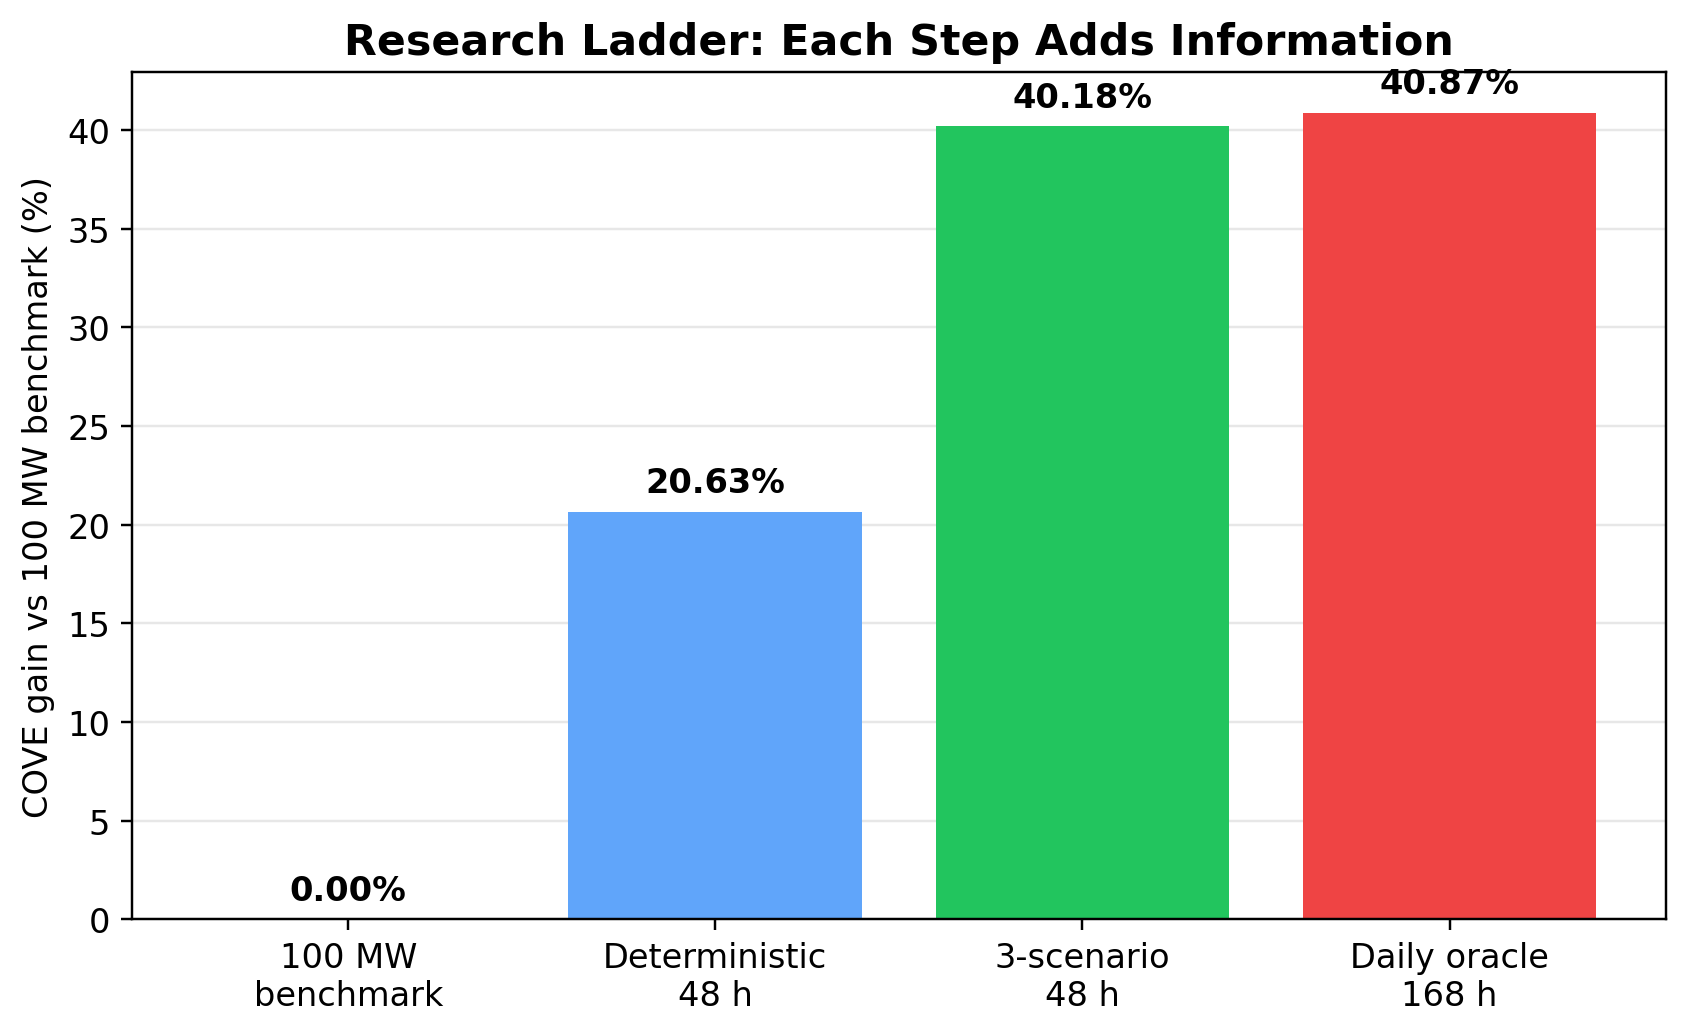 Research Ladder: Each Step Adds Information
COVE gain vs 100 MW benchmark (%)
40
35
30
25
20
15
10
5
0
0.00%
20.63%
40.18%
40.87%
100 MW
benchmark
Deterministic
48 h
3-scenario
48 h
Daily oracle
168 h